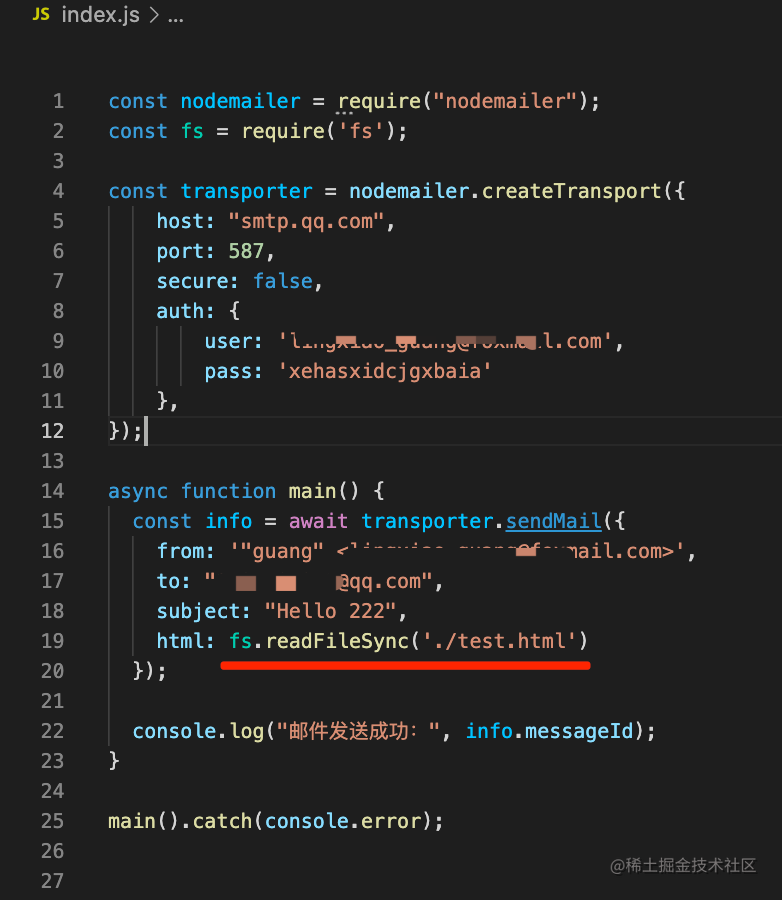 JS index.js > ...
1 const nodemailer = require("nodemailer");
2 const fs = require('fs');
3
4 const transporter = nodemailer.createTransport({
5 host: "smtp.qq.com",
6 port: 587,
7 secure: false,
8 auth: {
9 user: ' l.com',
10 pass: 'xehasxidcjgxbaia'
11 },
12 });
13
14 async function main() {
15 const info = await transporter.sendMail({
16 from: '"guang" < mail.com>',
17 to: " @qq.com",
18 subject: "Hello 222",
19 html: fs.readFileSync('./test.html')
20 });
21
22 console.log("邮件发送成功：", info.messageId);
23 }
24
25 main().catch(console.error);
26
27
@稀土掘金技术社区